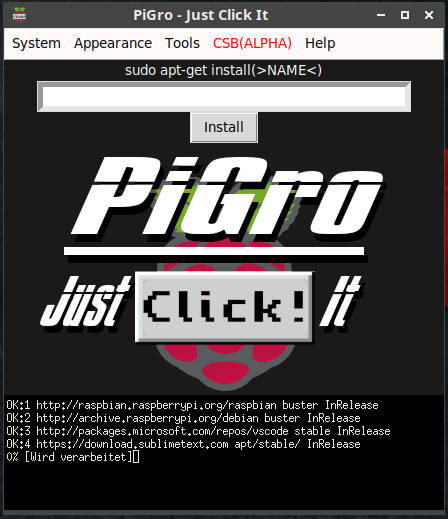 PiGro - Just Click It
System Appearance Tools CSB(ALPHA) Help
sudo apt-get install(>NAME<)
Install
PiGro
Just Click! It
OK:1 http://raspbian.raspberrypi.org/raspbian buster InRelease
OK:2 http://archive.raspberrypi.org/debian buster InRelease
OK:3 http://packages.microsoft.com/repos/vscode stable InRelease
OK:4 https://download.sublimetext.com apt/stable/ InRelease
0% [Wird verarbeitet]